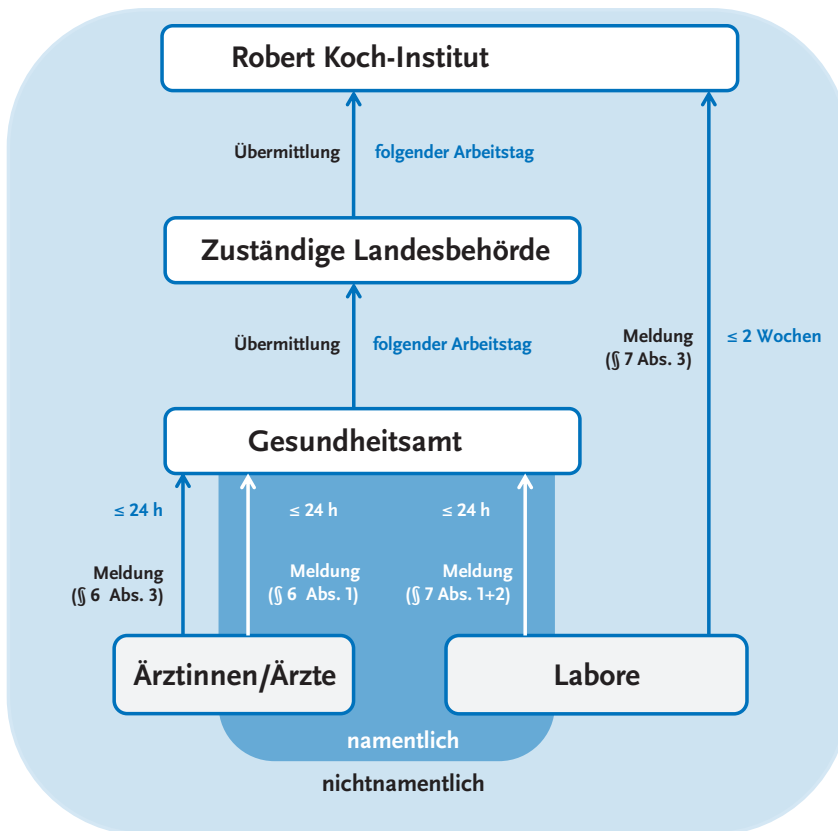 Robert Koch-Institut
Übermittlung
folgender Arbeitstag
Zuständige Landesbehörde
Meldung
(§ 7 Abs. 3)
≤ 2 Wochen
Übermittlung
folgender Arbeitstag
Gesundheitsamt
≤ 24 h
≤ 24 h
≤ 24 h
Meldung
(§ 6 Abs. 3)
Meldung
(§ 6 Abs. 1)
Meldung
(§ 7 Abs. 1+2)
Ärztinnen/Ärzte
Labore
namentlich
nichtnamentlich